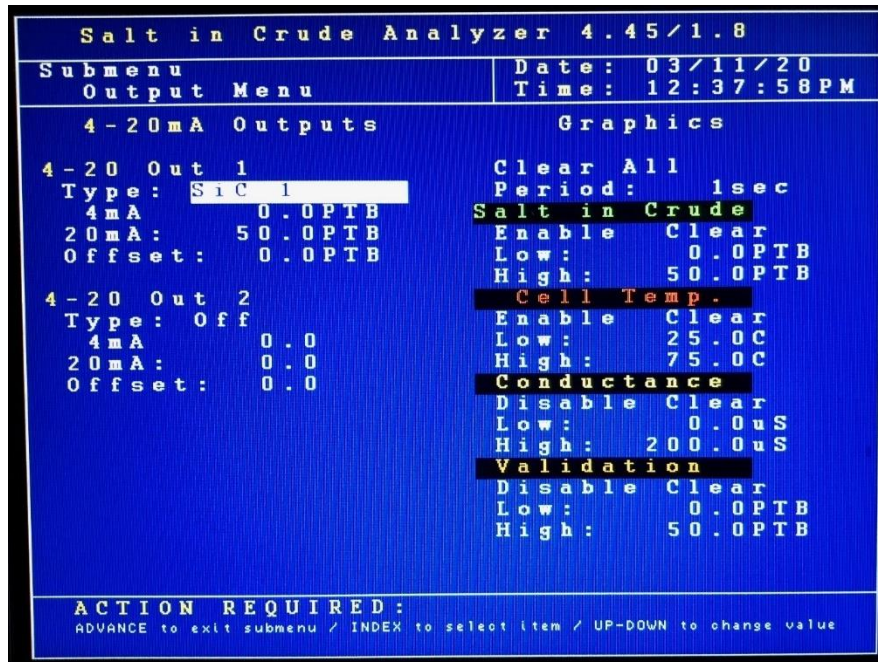 Salt in Crude Analyzer 4.45/1.8
Submenu
Output Menu
Date: 03/11/20
Time: 12:37:58PM
4-20mA Outputs
4-20 Out 1
Type: SiC 1
4mA 0.0PTB
20mA: 50.0PTB
Offset: 0.0PTB
4-20 Out 2
Type: Off
4mA 0.0
20mA: 0.0
Offset: 0.0
Graphics
Clear All
Period: 1sec
Salt in Crude
Enable Clear
Low: 0.0PTB
High: 50.0PTB
Cell Temp.
Enable Clear
Low: 25.0C
High: 75.0C
Conductance
Disable Clear
Low: 0.0uS
High: 200.0uS
Validation
Disable Clear
Low: 0.0PTB
High: 50.0PTB
ACTION REQUIRED:
ADVANCE to exit submenu / INDEX to select item / UP-DOWN to change value